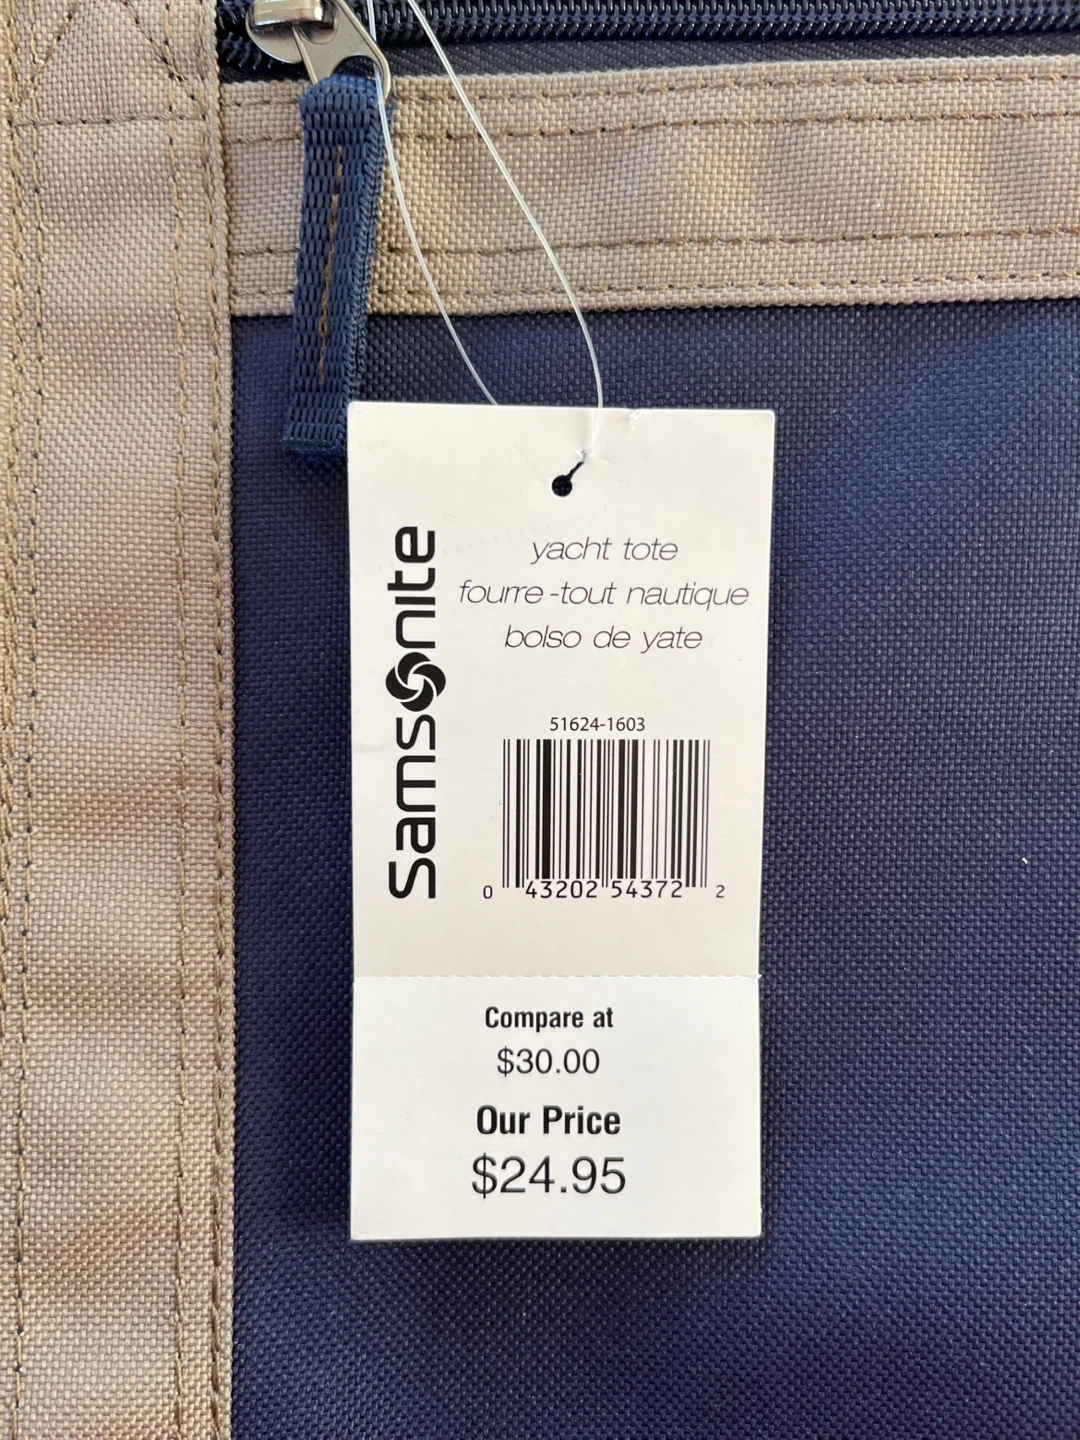 Samsonite
yacht tote
fourre-tout nautique
bolso de yate
51624-1603
0 43202 54372 2
Compare at
$30.00
Our Price
$24.95